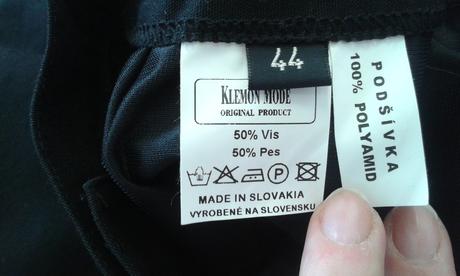 44
KLEMON MODE
ORIGINAL PRODUCT
50% Vis
50% Pes
P
MADE IN SLOVAKIA
VYROBENÉ NA SLOVENSKU
PODŠÍVKA
100% POLYAMID